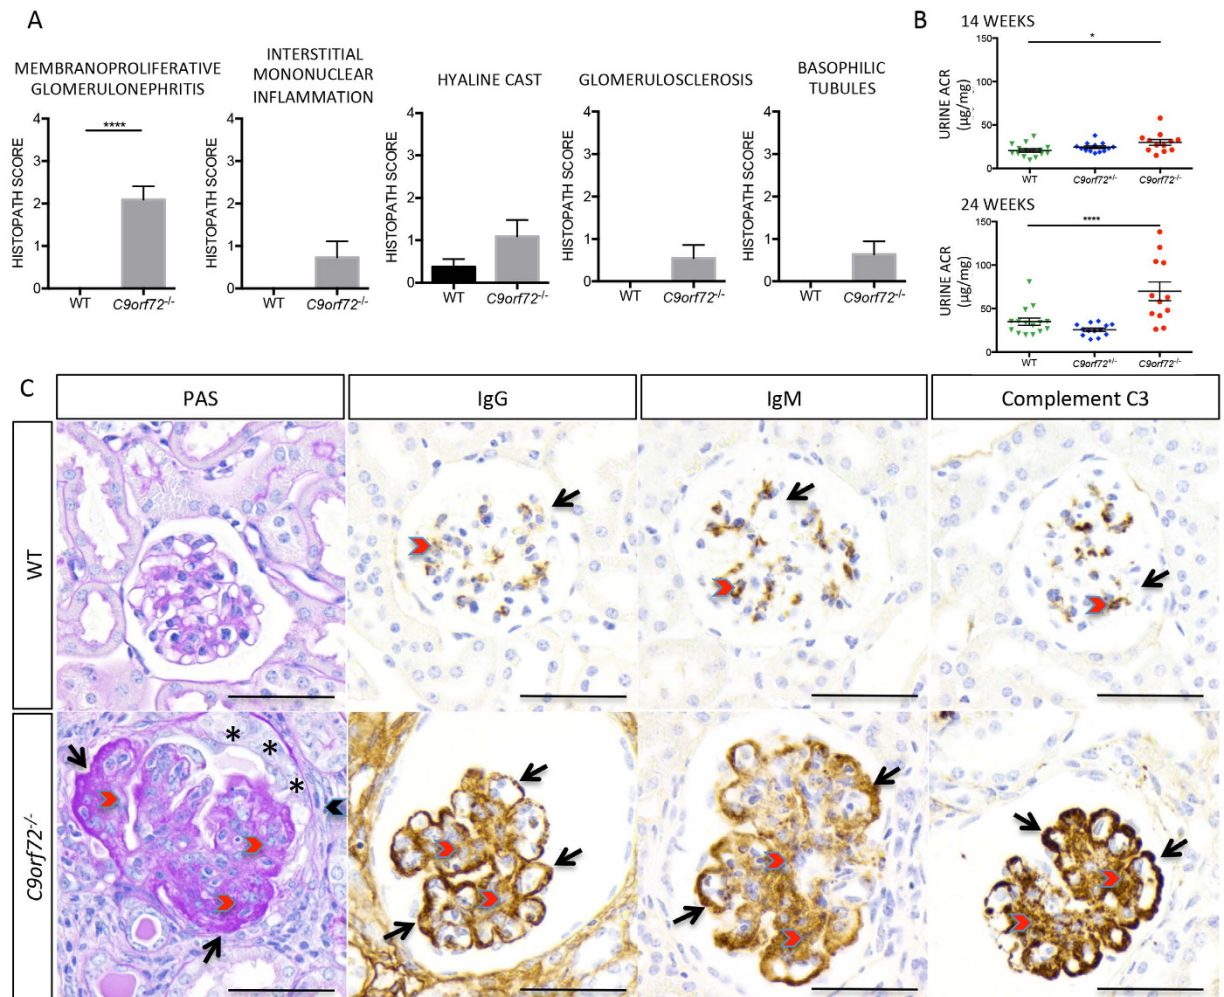 A
MEMBRANOPROLIFERATIVE
GLOMERULONEPHRITIS
HISTOPATH SCORE
4
3
2
1
0
****
WT
C9orf72-/-
INTERSTITIAL
MONONUCLEAR
INFLAMMATION
HISTOPATH SCORE
4
3
2
1
0
WT
C9orf72-/-
HYALINE CAST
HISTOPATH SCORE
4
3
2
1
0
WT
C9orf72-/-
GLOMERULOSCLEROSIS
HISTOPATH SCORE
4
3
2
1
0
WT
C9orf72-/-
BASOPHILIC
TUBULES
HISTOPATH SCORE
4
3
2
1
0
WT
C9orf72-/-
B
14 WEEKS
URINE ACR
(µg/mg)
150
100
50
0
*
WT
C9orf72+/-
C9orf72-/-
24 WEEKS
URINE ACR
(µg/mg)
150
100
50
0
****
WT
C9orf72+/-
C9orf72-/-
C
PAS
IgG
IgM
Complement C3
WT
C9orf72-/-
* * *